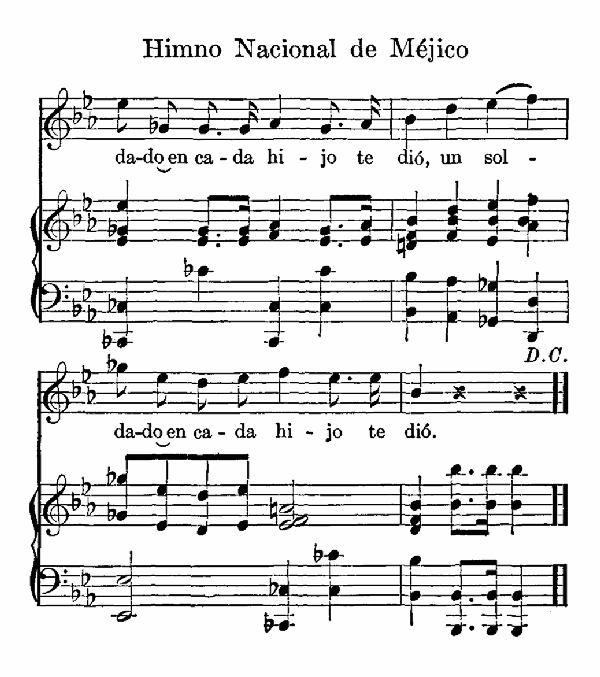 Himno Nacional de Méjico
da-do en ca-da hi-jo te dió, un sol-
D.C.
da-do en ca-da hi-jo te dió.